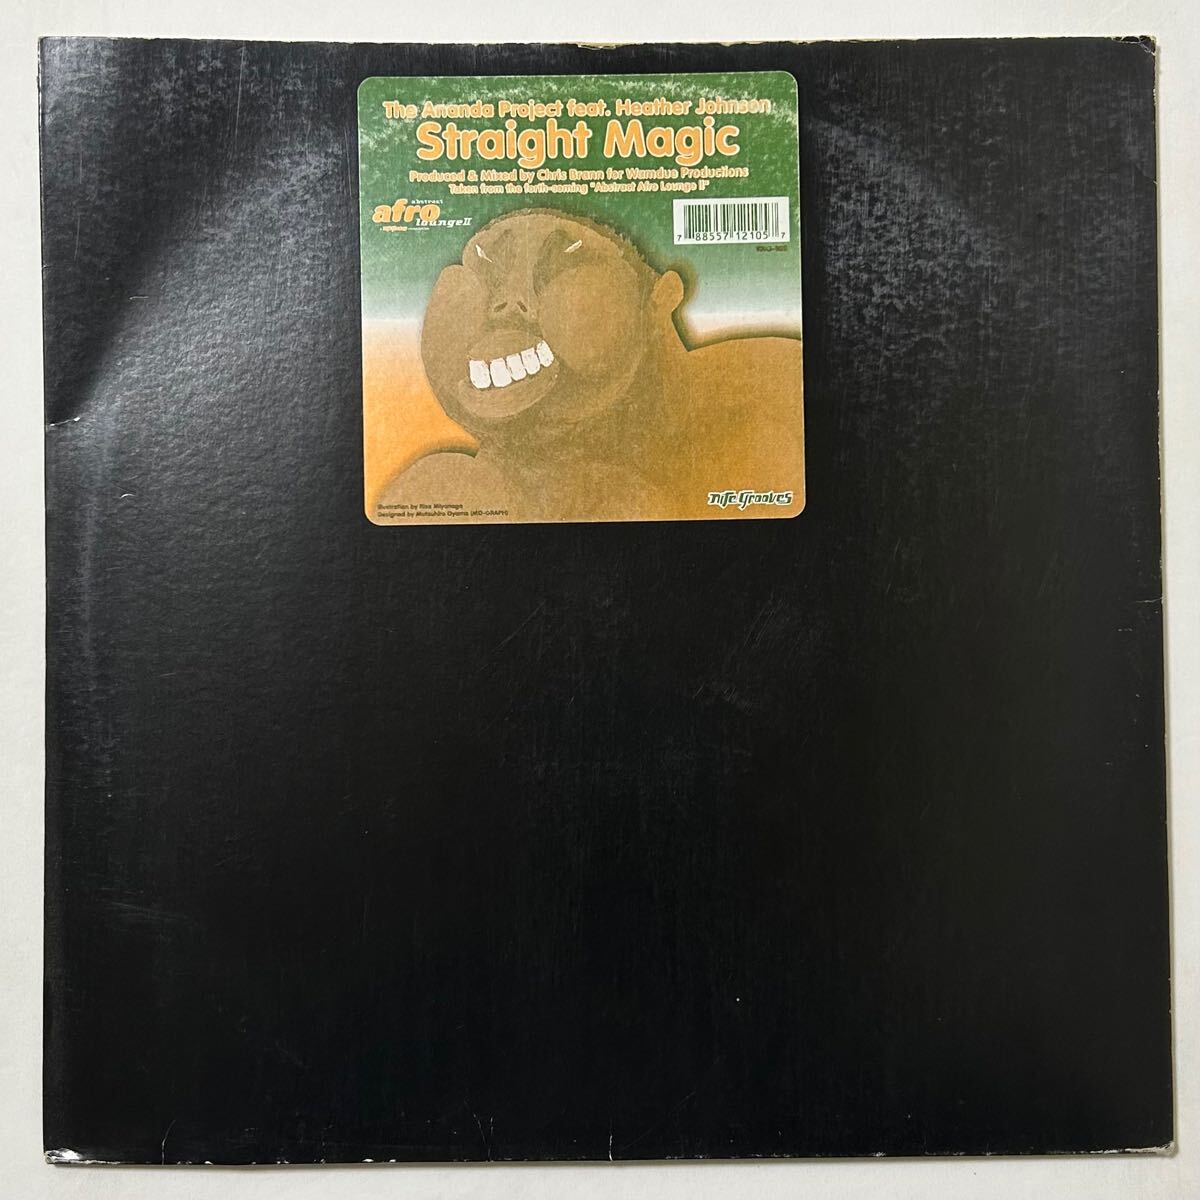 The Ananda Project feat. Heather Johnson
Straight Magic
Produced & Mixed by Chris Brann for Wamdue Productions
Taken from the forth-coming "Abstract Afro Lounge II"
abstract
afro
lounge II
7 88557 12105 7
nite grooves
Illustration by Risa Miyanaga
Designed by Mutsuhiro Oyama (MO-GRAPH)